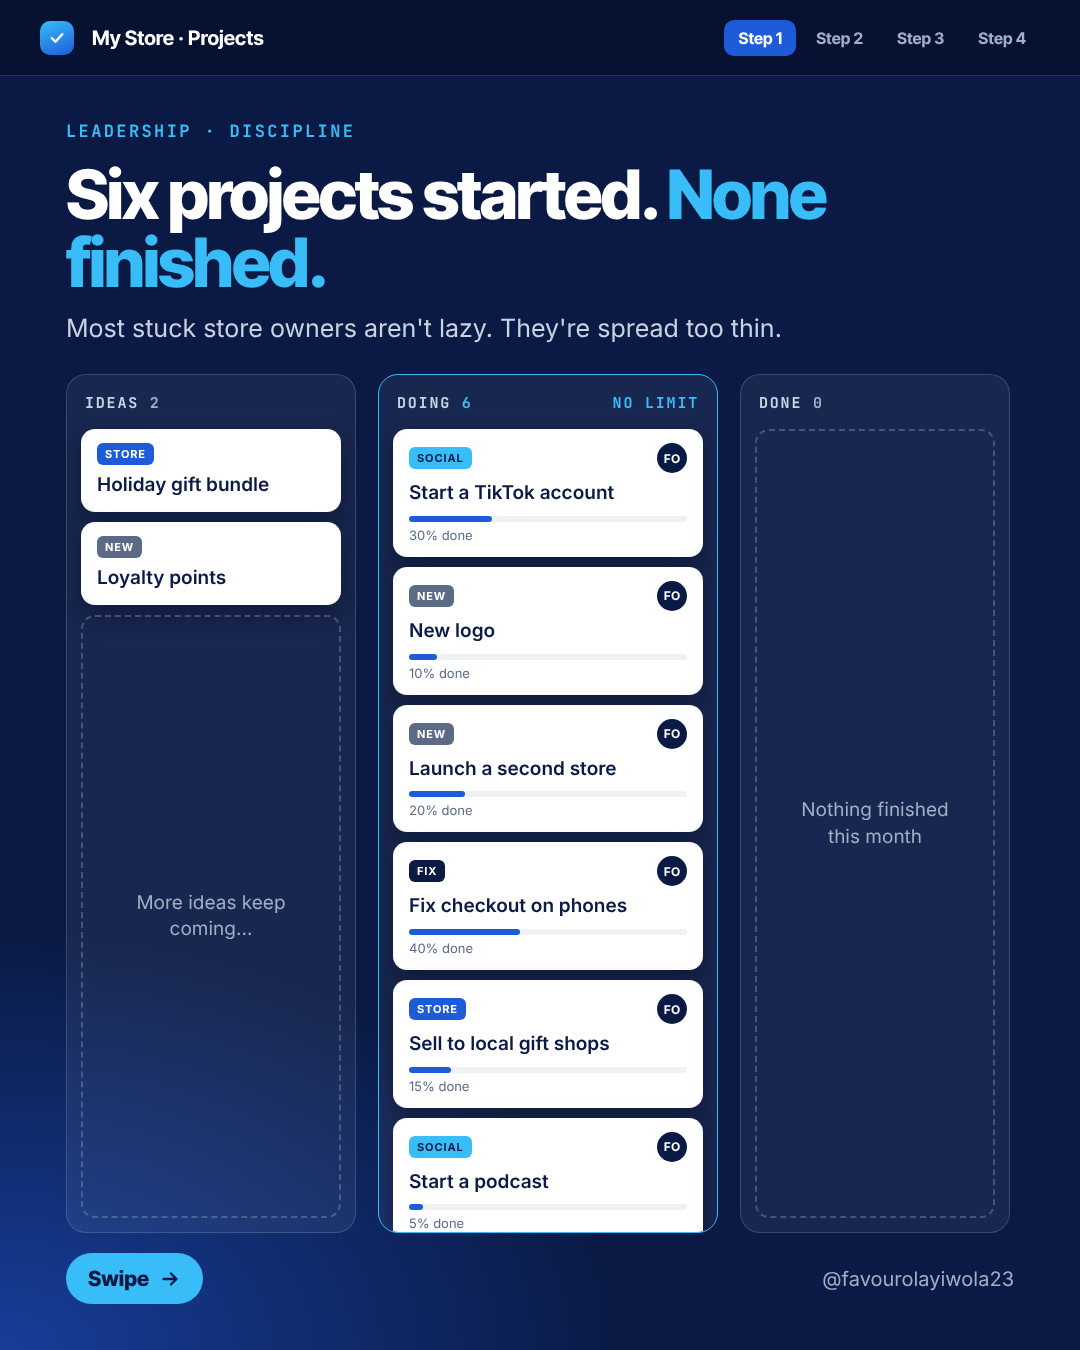 My Store · Projects
Step 1
Step 2
Step 3
Step 4
LEADERSHIP · DISCIPLINE
Six projects started. None
finished.
Most stuck store owners aren't lazy. They're spread too thin.
IDEAS 2
STORE
Holiday gift bundle
NEW
Loyalty points
More ideas keep
coming...
DOING 6
NO LIMIT
SOCIAL
FO
Start a TikTok account
30% done
NEW
FO
New logo
10% done
NEW
FO
Launch a second store
20% done
FIX
FO
Fix checkout on phones
40% done
STORE
FO
Sell to local gift shops
15% done
SOCIAL
FO
Start a podcast
5% done
DONE 0
Nothing finished
this month
Swipe →
@favourolayiwola23